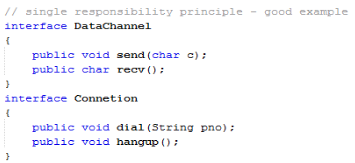 // single responsibility principle - good example
interface DataChannel
{
    public void send(char c);
    public char recv();
}
interface Connetion
{
    public void dial(String pno);
    public void hangup();
}